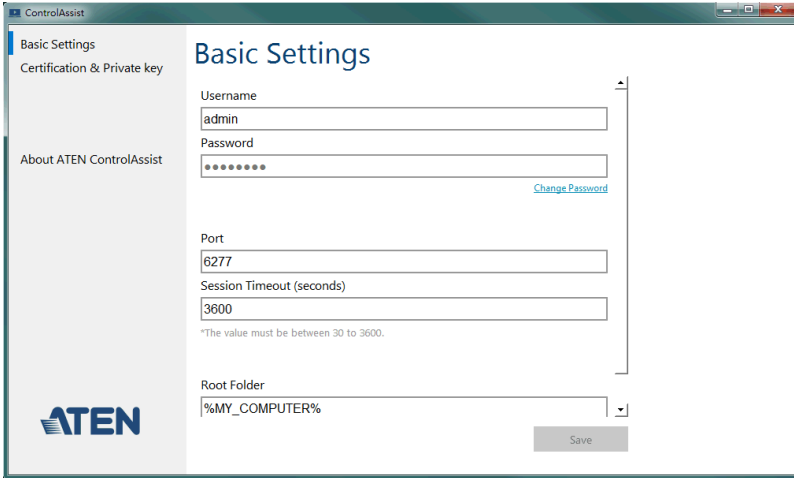 ControlAssist
Basic Settings
Certification & Private key
About ATEN ControlAssist
ATEN
Basic Settings
Username
admin
Password
●●●●●●●●
Change Password
Port
6277
Session Timeout (seconds)
3600
*The value must be between 30 to 3600.
Root Folder
%MY_COMPUTER%
Save